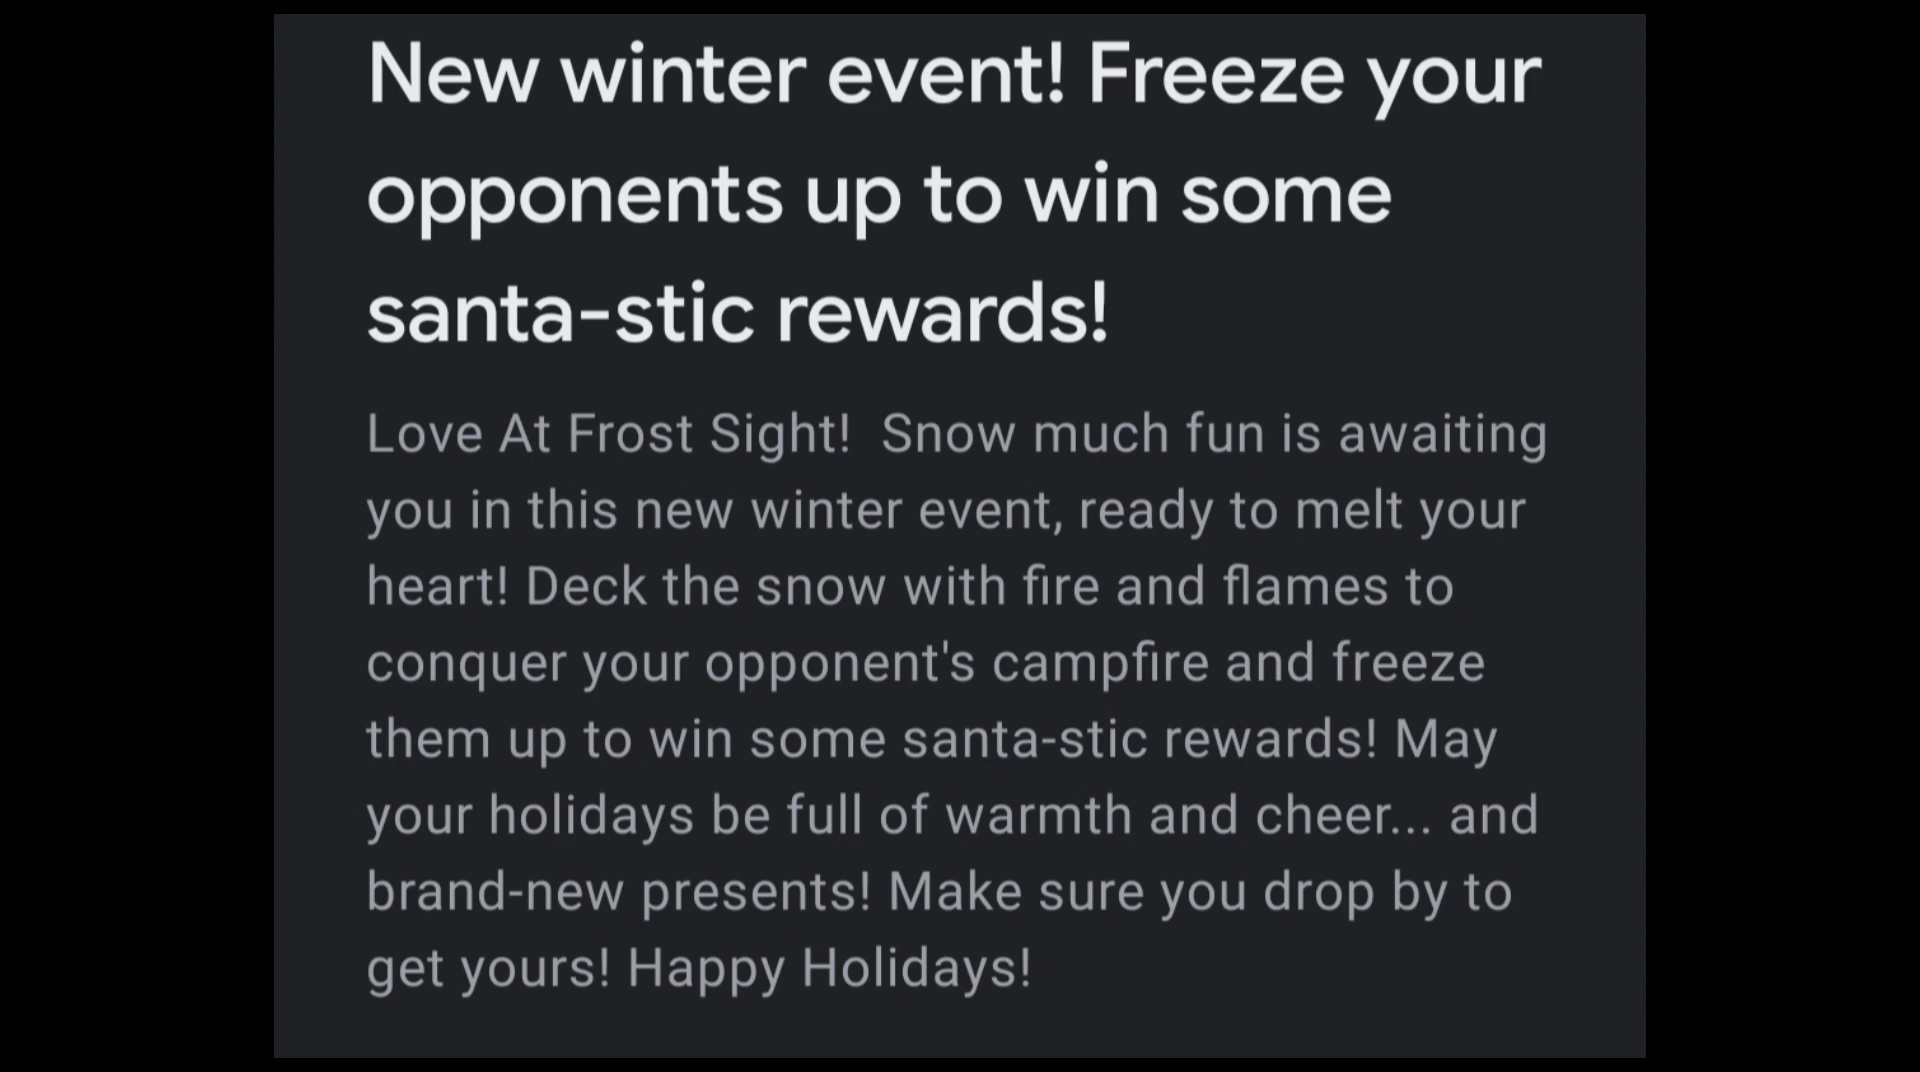 New winter event! Freeze your
opponents up to win some
santa-stic rewards!
Love At Frost Sight!  Snow much fun is awaiting
you in this new winter event, ready to melt your
heart! Deck the snow with fire and flames to
conquer your opponent's campfire and freeze
them up to win some santa-stic rewards! May
your holidays be full of warmth and cheer... and
brand-new presents! Make sure you drop by to
get yours! Happy Holidays!